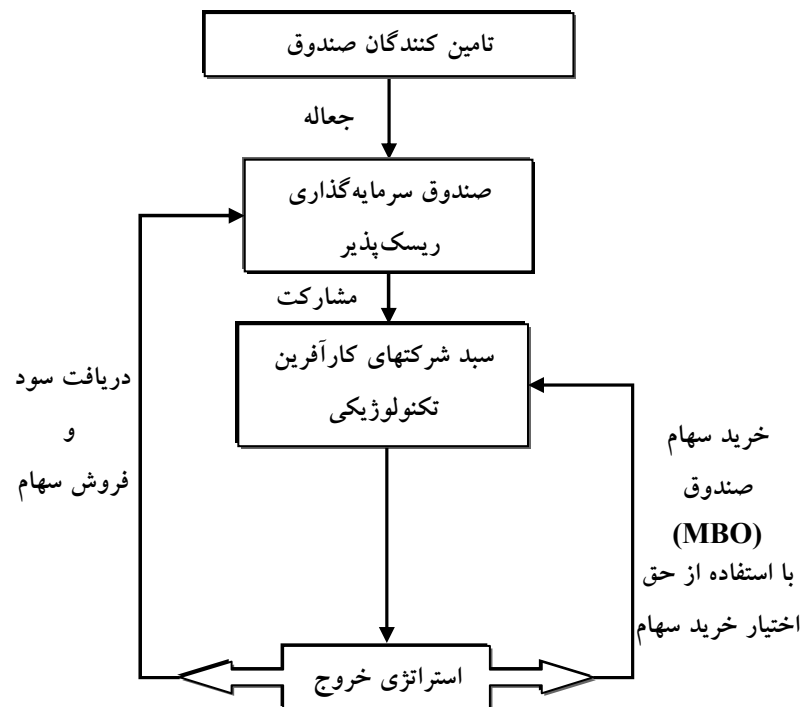 تامین کنندگان صندوق
جعاله
صندوق سرمایه‌گذاری
ریسک‌پذیر
مشارکت
سبد شرکتهای کارآفرین
تکنولوژیکی
دریافت سود
و
فروش سهام
خرید سهام
صندوق
(MBO)
با استفاده از حق
اختیار خرید سهام
استراتژی خروج